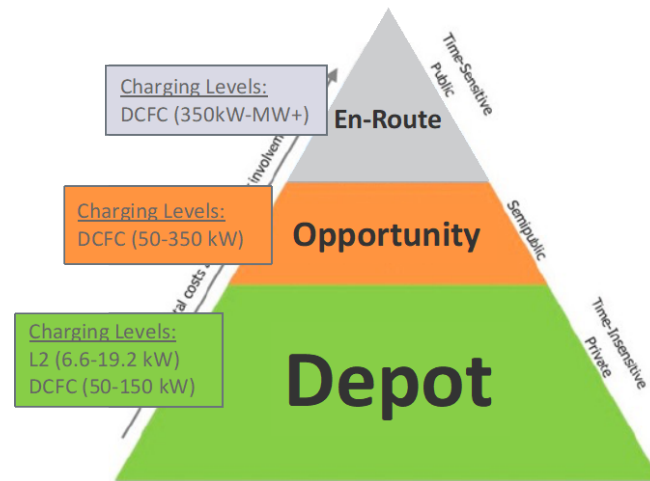 Charging Levels:
DCFC (350kW-MW+)
En-Route
Time-Sensitive
Public
Charging Levels:
DCFC (50-350 kW)
Opportunity
Semipublic
Charging Levels:
L2 (6.6-19.2 kW)
DCFC (50-150 kW)
Depot
Time-Insensitive
Private
costs